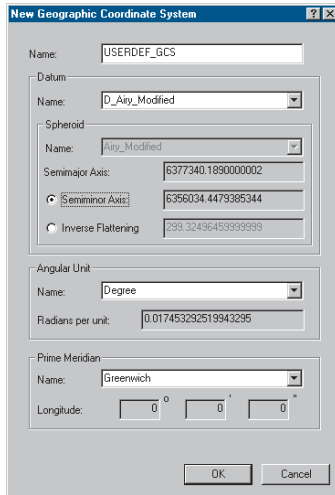 New Geographic Coordinate System
Name: USERDEF_GCS
Datum
Name: D_Airy_Modified
Spheroid
Name: Airy_Modified
Semimajor Axis: 6377340.1890000002
Semiminor Axis: 6356034.4479385344
Inverse Flattening 299.32496459999999
Angular Unit
Name: Degree
Radians per unit: 0.017453292519943295
Prime Meridian
Name: Greenwich
Longitude: 0 ° 0 ' 0 "
OK Cancel